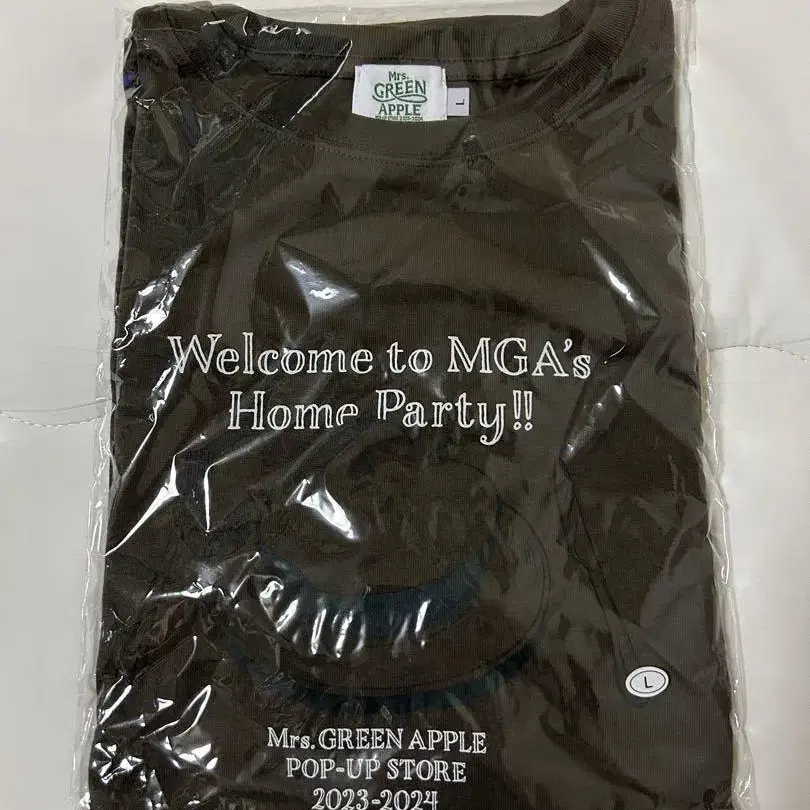 Mrs.
GREEN
APPLE
L
Welcome to MGA's
Home Party!!
L
Mrs. GREEN APPLE
POP-UP STORE
2023-2024